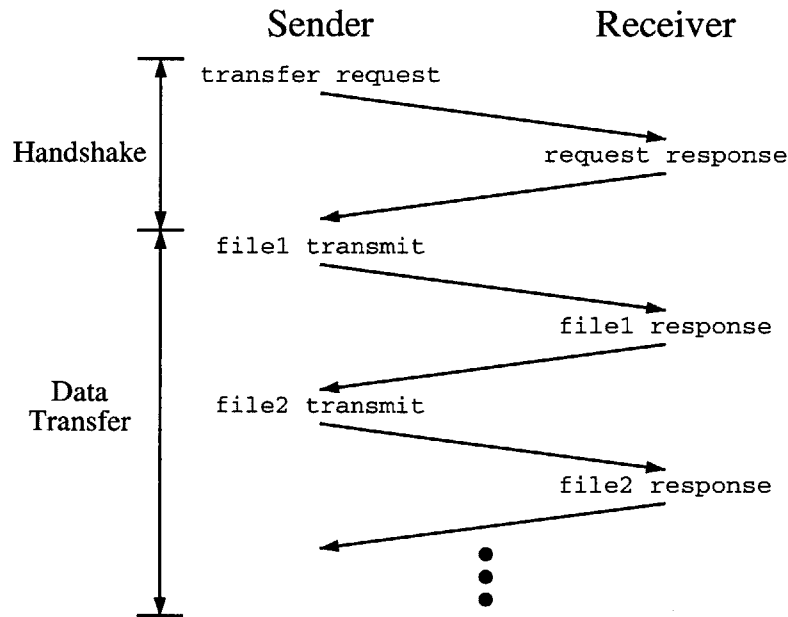 Sender
Receiver
transfer request
Handshake
request response
file1 transmit
file1 response
Data
Transfer
file2 transmit
file2 response